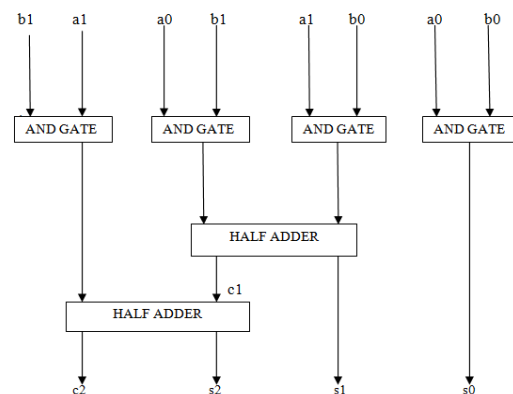 b1 a1 a0 b1 a1 b0 a0 b0
AND GATE AND GATE AND GATE AND GATE
HALF ADDER
c1
HALF ADDER
c2 s2 s1 s0